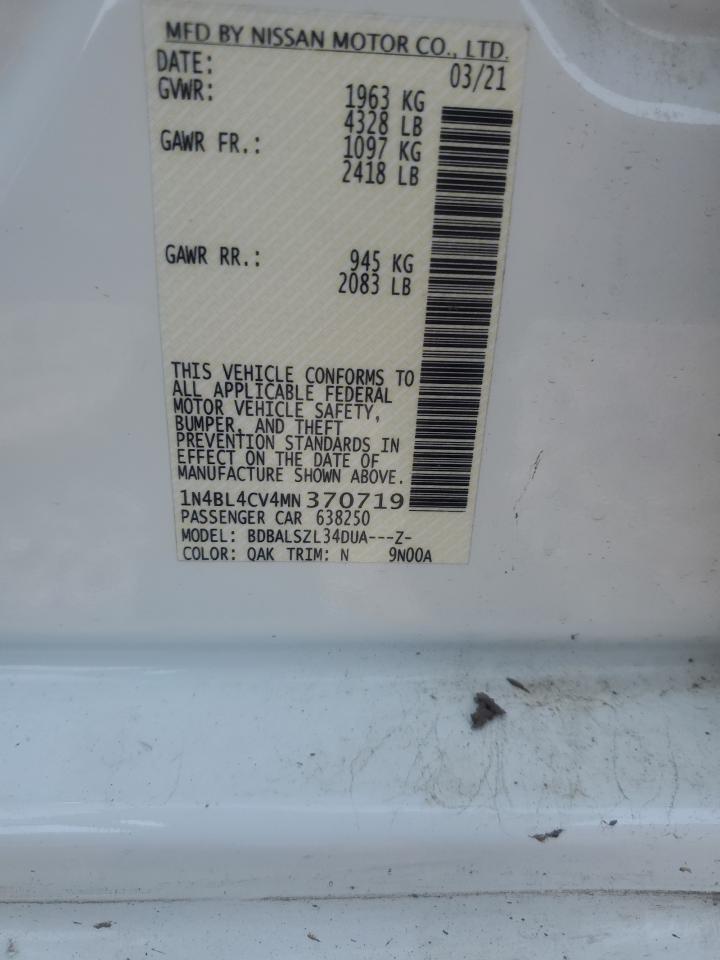 MFD BY NISSAN MOTOR CO., LTD.
DATE: 03/21
GVWR: 1963 KG
4328 LB
GAWR FR.: 1097 KG
2418 LB
GAWR RR.: 945 KG
2083 LB
THIS VEHICLE CONFORMS TO
ALL APPLICABLE FEDERAL
MOTOR VEHICLE SAFETY,
BUMPER, AND THEFT
PREVENTION STANDARDS IN
EFFECT ON THE DATE OF
MANUFACTURE SHOWN ABOVE.
1N4BL4CV4MN370719
PASSENGER CAR 638250
MODEL: BDBALSZL34DUA---Z-
COLOR: QAK TRIM: N 9N00A